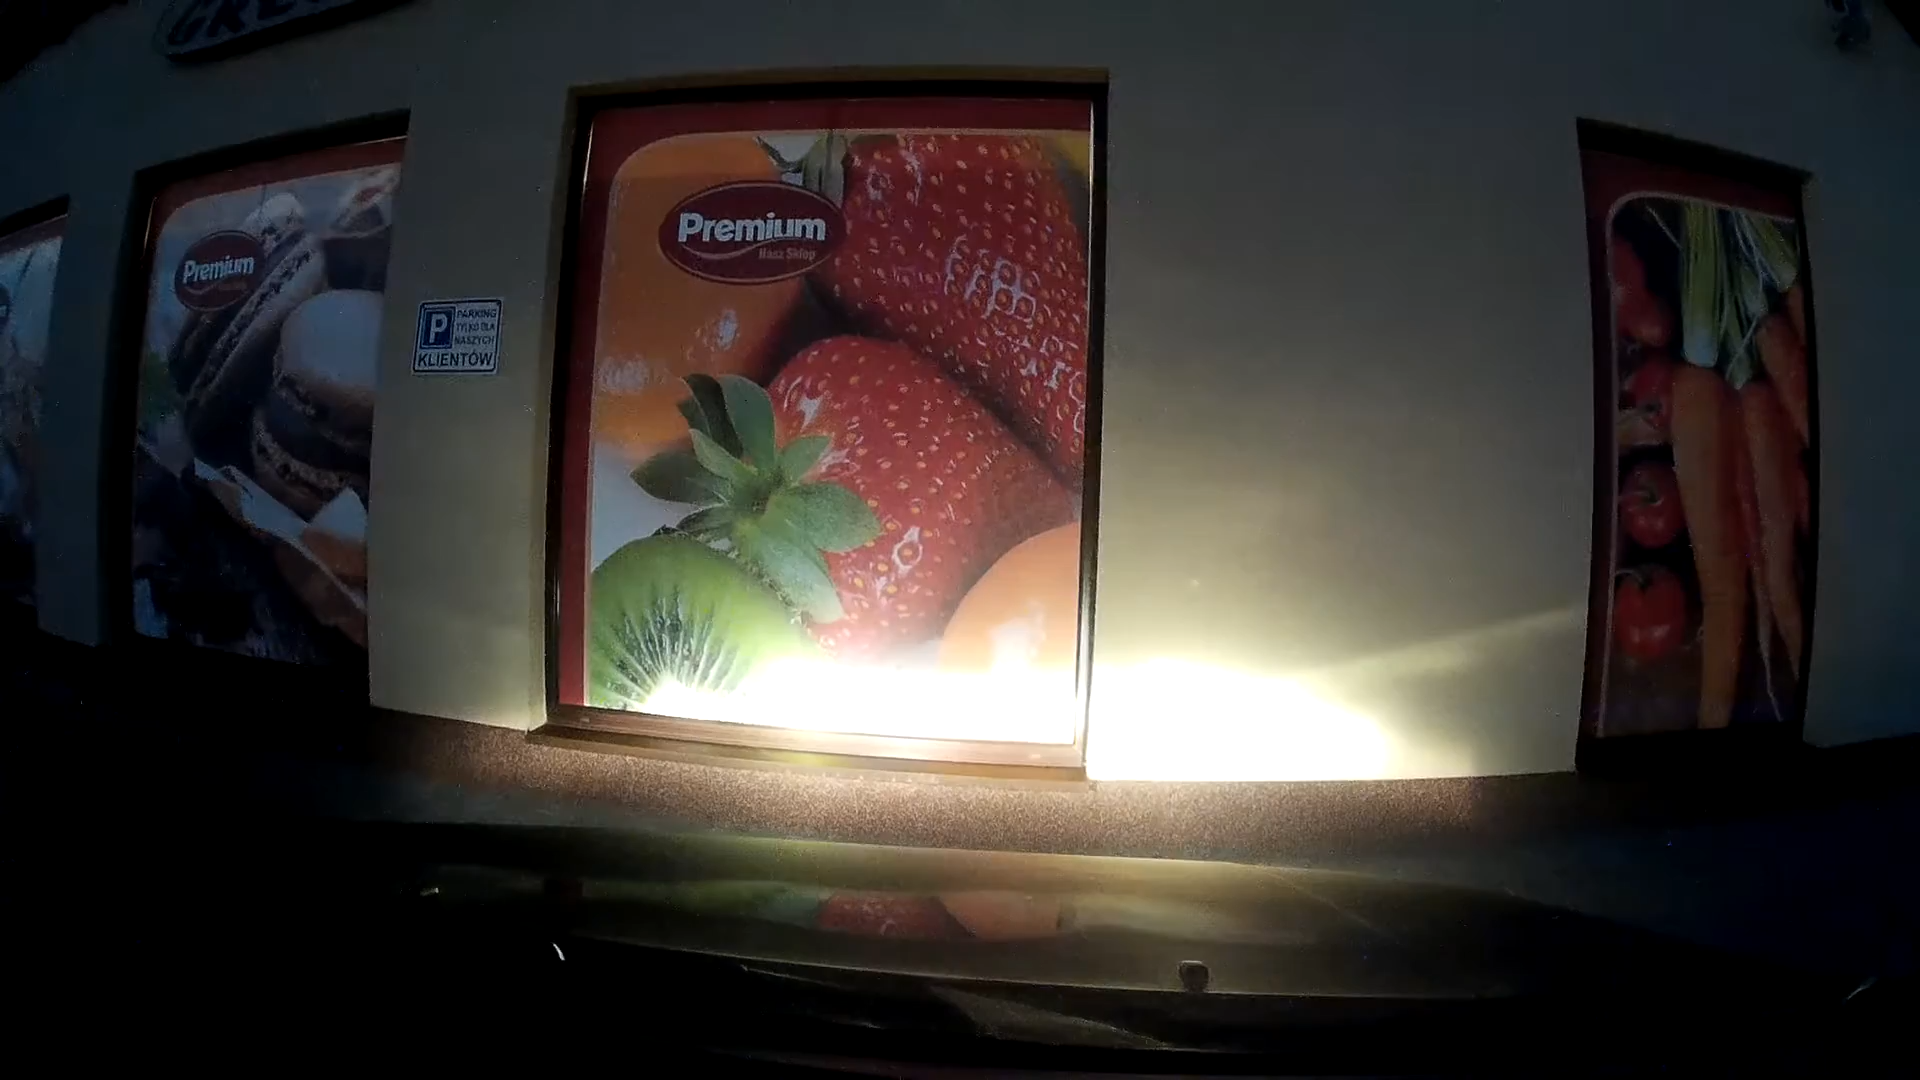 Premium
Premium
Nasz Sklep
PARKING
TYLKO DLA
NASZYCH
P
KLIENTÓW